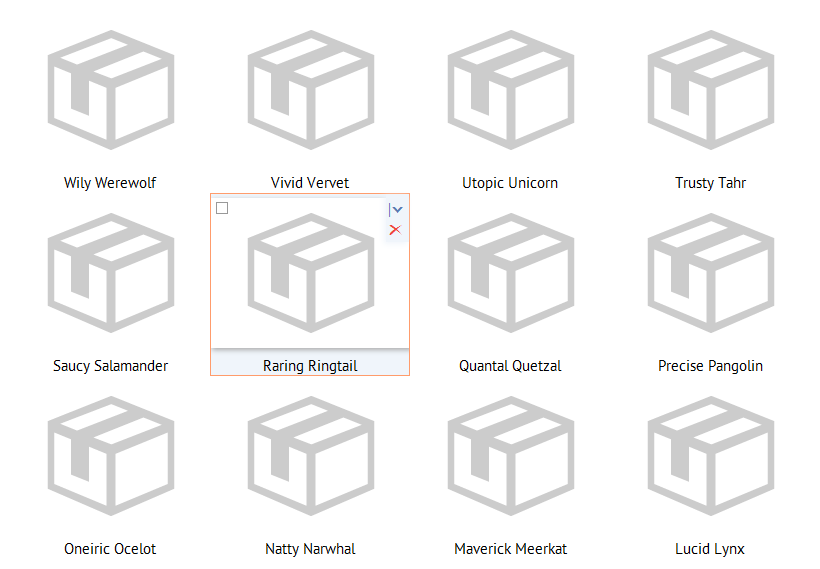 Wily Werewolf
Vivid Vervet
Utopic Unicorn
Trusty Tahr
Saucy Salamander
Raring Ringtail
Quantal Quetzal
Precise Pangolin
Oneiric Ocelot
Natty Narwhal
Maverick Meerkat
Lucid Lynx